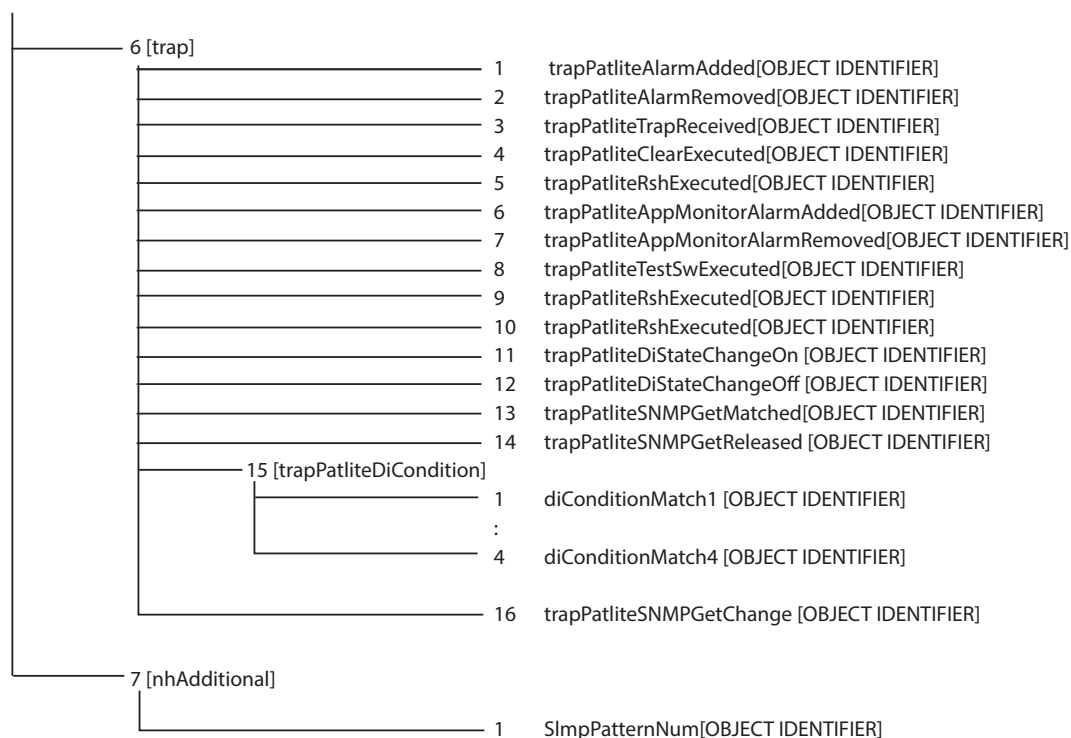 6 [trap]
1 trapPatliteAlarmAdded[OBJECT IDENTIFIER]
2 trapPatliteAlarmRemoved[OBJECT IDENTIFIER]
3 trapPatliteTrapReceived[OBJECT IDENTIFIER]
4 trapPatliteClearExecuted[OBJECT IDENTIFIER]
5 trapPatliteRshExecuted[OBJECT IDENTIFIER]
6 trapPatliteAppMonitorAlarmAdded[OBJECT IDENTIFIER]
7 trapPatliteAppMonitorAlarmRemoved[OBJECT IDENTIFIER]
8 trapPatliteTestSwExecuted[OBJECT IDENTIFIER]
9 trapPatliteRshExecuted[OBJECT IDENTIFIER]
10 trapPatliteRshExecuted[OBJECT IDENTIFIER]
11 trapPatliteDiStateChangeOn [OBJECT IDENTIFIER]
12 trapPatliteDiStateChangeOff [OBJECT IDENTIFIER]
13 trapPatliteSNMPGetMatched[OBJECT IDENTIFIER]
14 trapPatliteSNMPGetReleased [OBJECT IDENTIFIER]
15 [trapPatliteDiCondition]
1 diConditionMatch1 [OBJECT IDENTIFIER]
:
4 diConditionMatch4 [OBJECT IDENTIFIER]
16 trapPatliteSNMPGetChange [OBJECT IDENTIFIER]
7 [nhAdditional]
1 SlmpPatternNum[OBJECT IDENTIFIER]